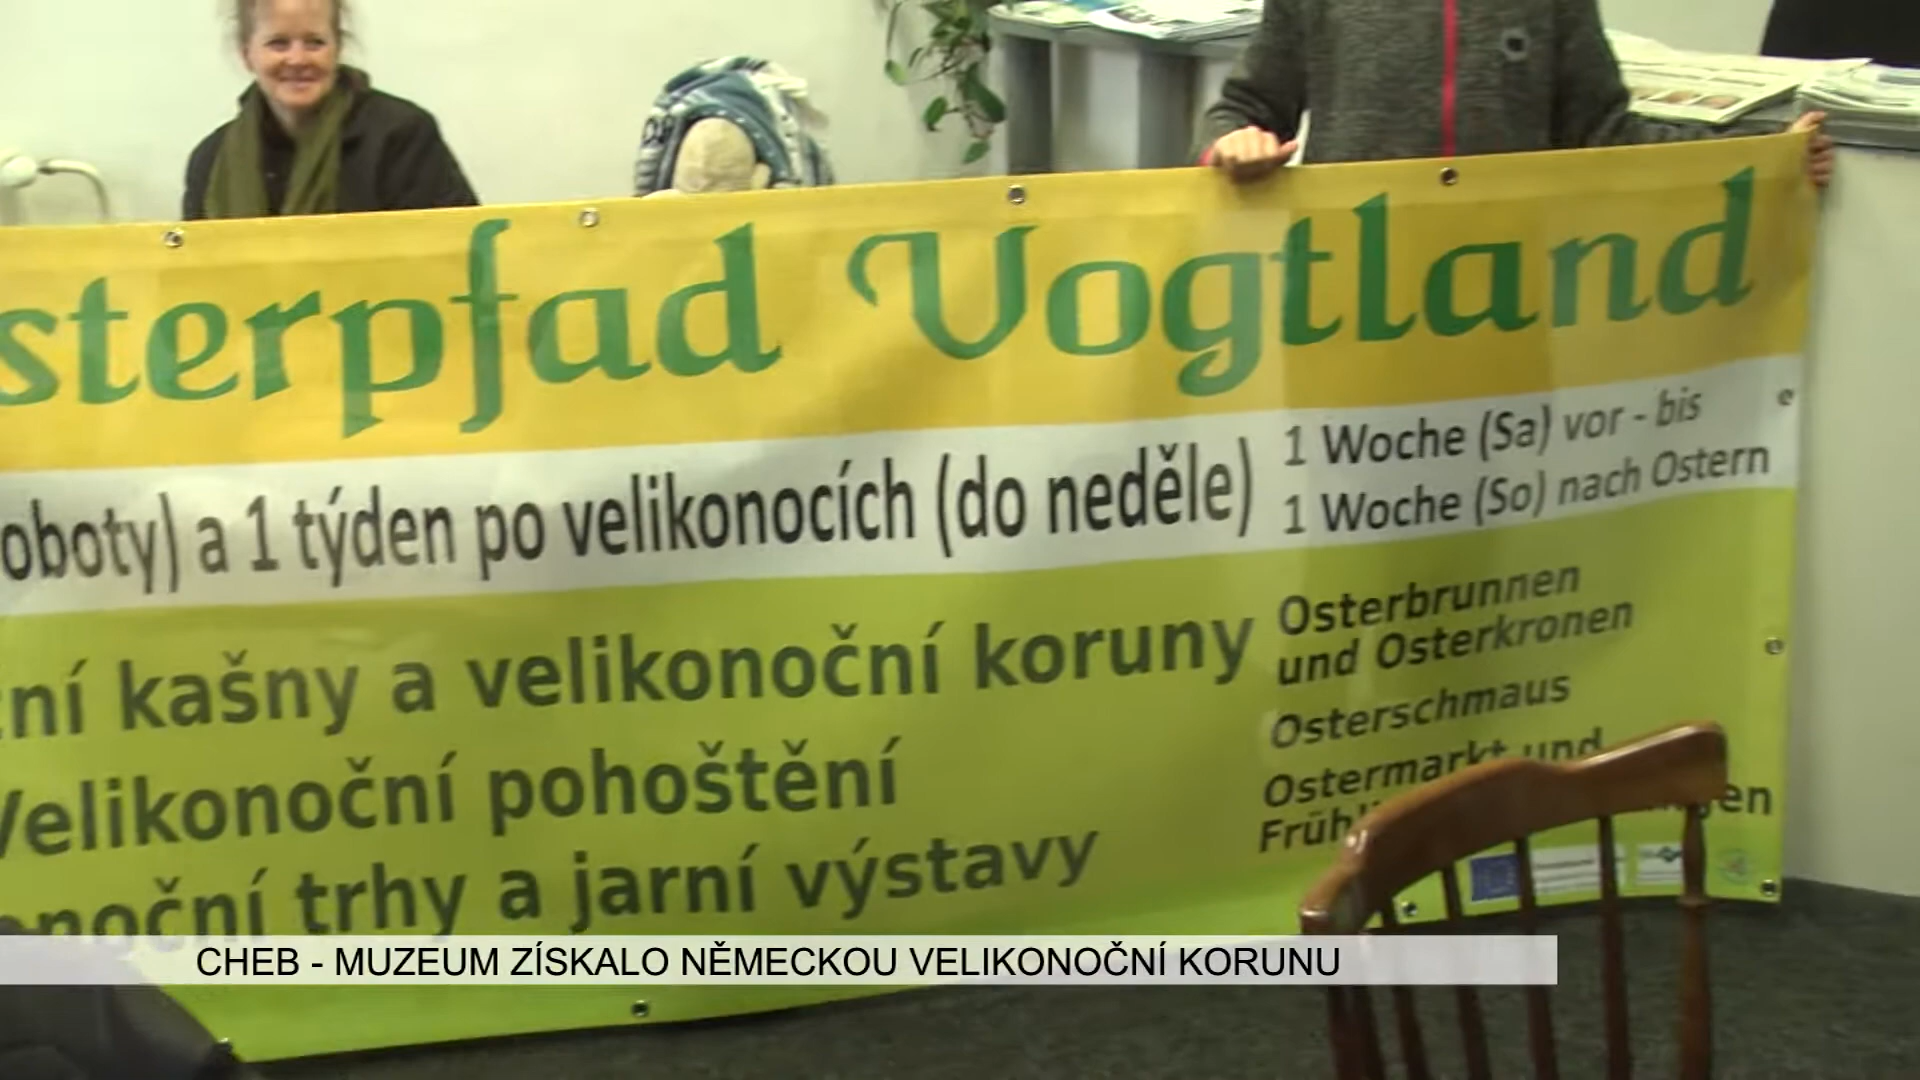 sterpfad Vogtland
oboty) a 1 týden po velikonocích (do neděle)
1 Woche (Sa) vor - bis
1 Woche (So) nach Ostern
ční kašny a velikonoční koruny
Velikonoční pohoštění
onoční trhy a jarní výstavy
Osterbrunnen
und Osterkronen
Osterschmaus
Ostermarkt und
CHEB - MUZEUM ZÍSKALO NĚMECKOU VELIKONOČNÍ KORUNU